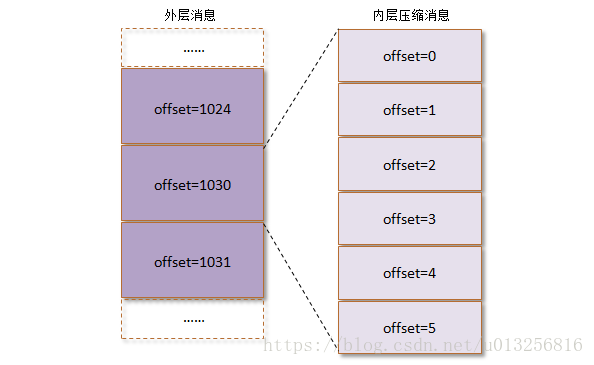 外层消息
内层压缩消息
......
offset=1024
offset=1030
offset=1031
......
offset=0
offset=1
offset=2
offset=3
offset=4
offset=5
https://blog.csdn.net/u013256816